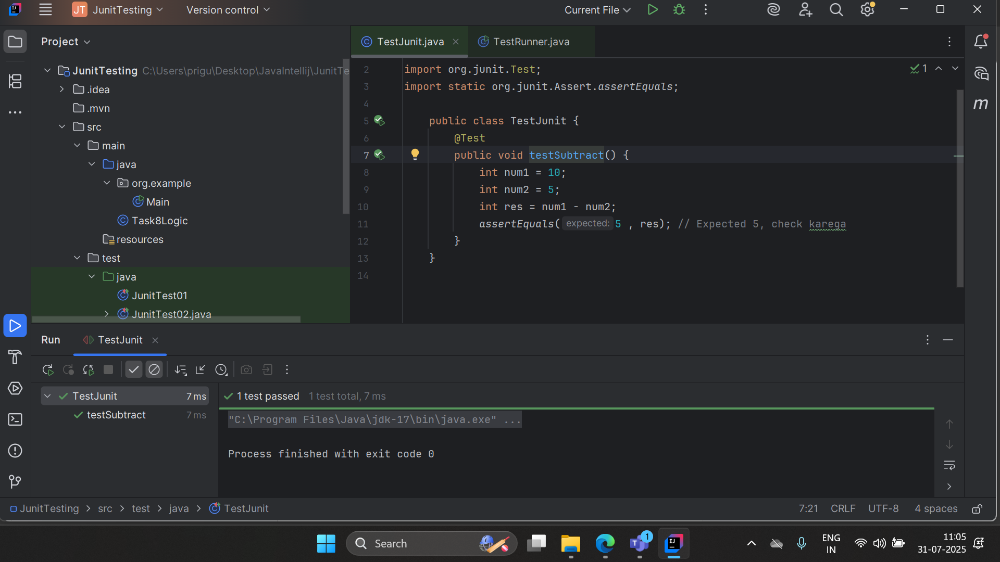 JT JunitTesting Version control Current File
Project
TestJunit.java TestRunner.java
JunitTesting C:\Users\prigu\Desktop\JavaIntellij\JunitTe
.idea
.mvn
src
main
java
org.example
Main
Task8Logic
resources
test
java
JunitTest01
JunitTest02.java
1
2 import org.junit.Test;
3 import static org.junit.Assert.assertEquals;
4
5 public class TestJunit {
6 @Test
7 public void testSubtract() {
8 int num1 = 10;
9 int num2 = 5;
10 int res = num1 - num2;
11 assertEquals( expected: 5 , res); // Expected 5, check karega
12 }
13 }
14
m
Run TestJunit
TestJunit 7 ms
testSubtract 7 ms
1 test passed 1 test total, 7 ms
"C:\Program Files\Java\jdk-17\bin\java.exe" ...
Process finished with exit code 0
JunitTesting > src > test > java > TestJunit
7:21 CRLF UTF-8 4 spaces
Search
1
ENG
IN
11:05
31-07-2025